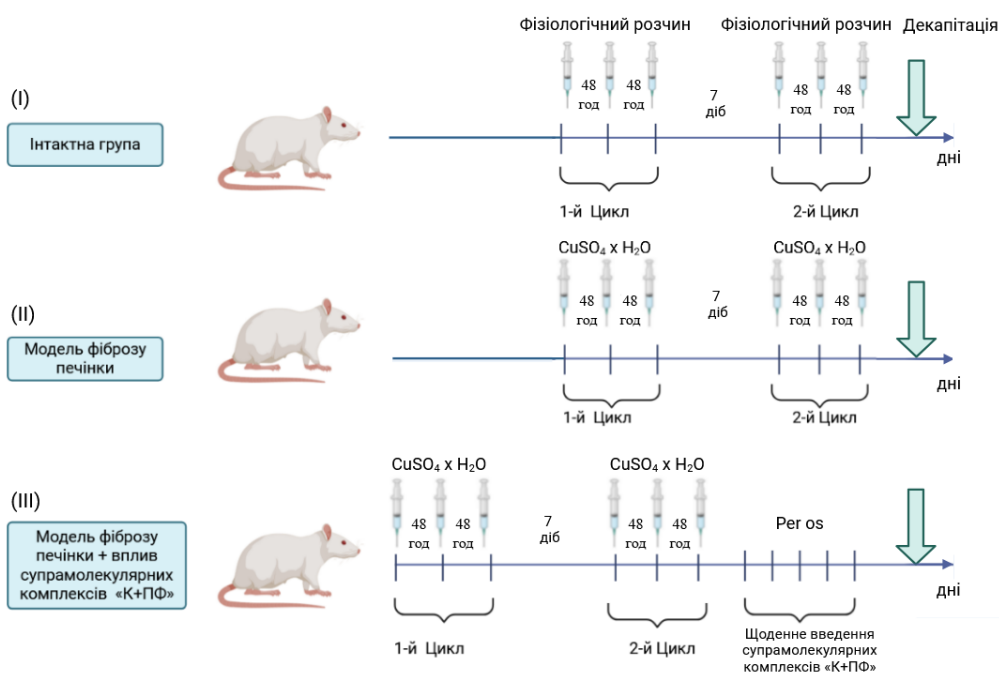 Фізіологічний розчин
Фізіологічний розчин
Декапітація
(I)
Інтактна група
48
год
48
год
7
діб
48
год
48
год
дні
1-й Цикл
2-й Цикл
(II)
Модель фіброзу
печінки
CuSO₄ x H₂O
CuSO₄ x H₂O
48
год
48
год
7
діб
48
год
48
год
дні
1-й Цикл
2-й Цикл
(III)
Модель фіброзу
печінки + вплив
супрамолекулярних
комплексів «К+ПФ»
CuSO₄ x H₂O
CuSO₄ x H₂O
48
год
48
год
7
діб
48
год
48
год
Per os
дні
1-й Цикл
2-й Цикл
Щоденне введення
супрамолекулярних
комплексів «К+ПФ»